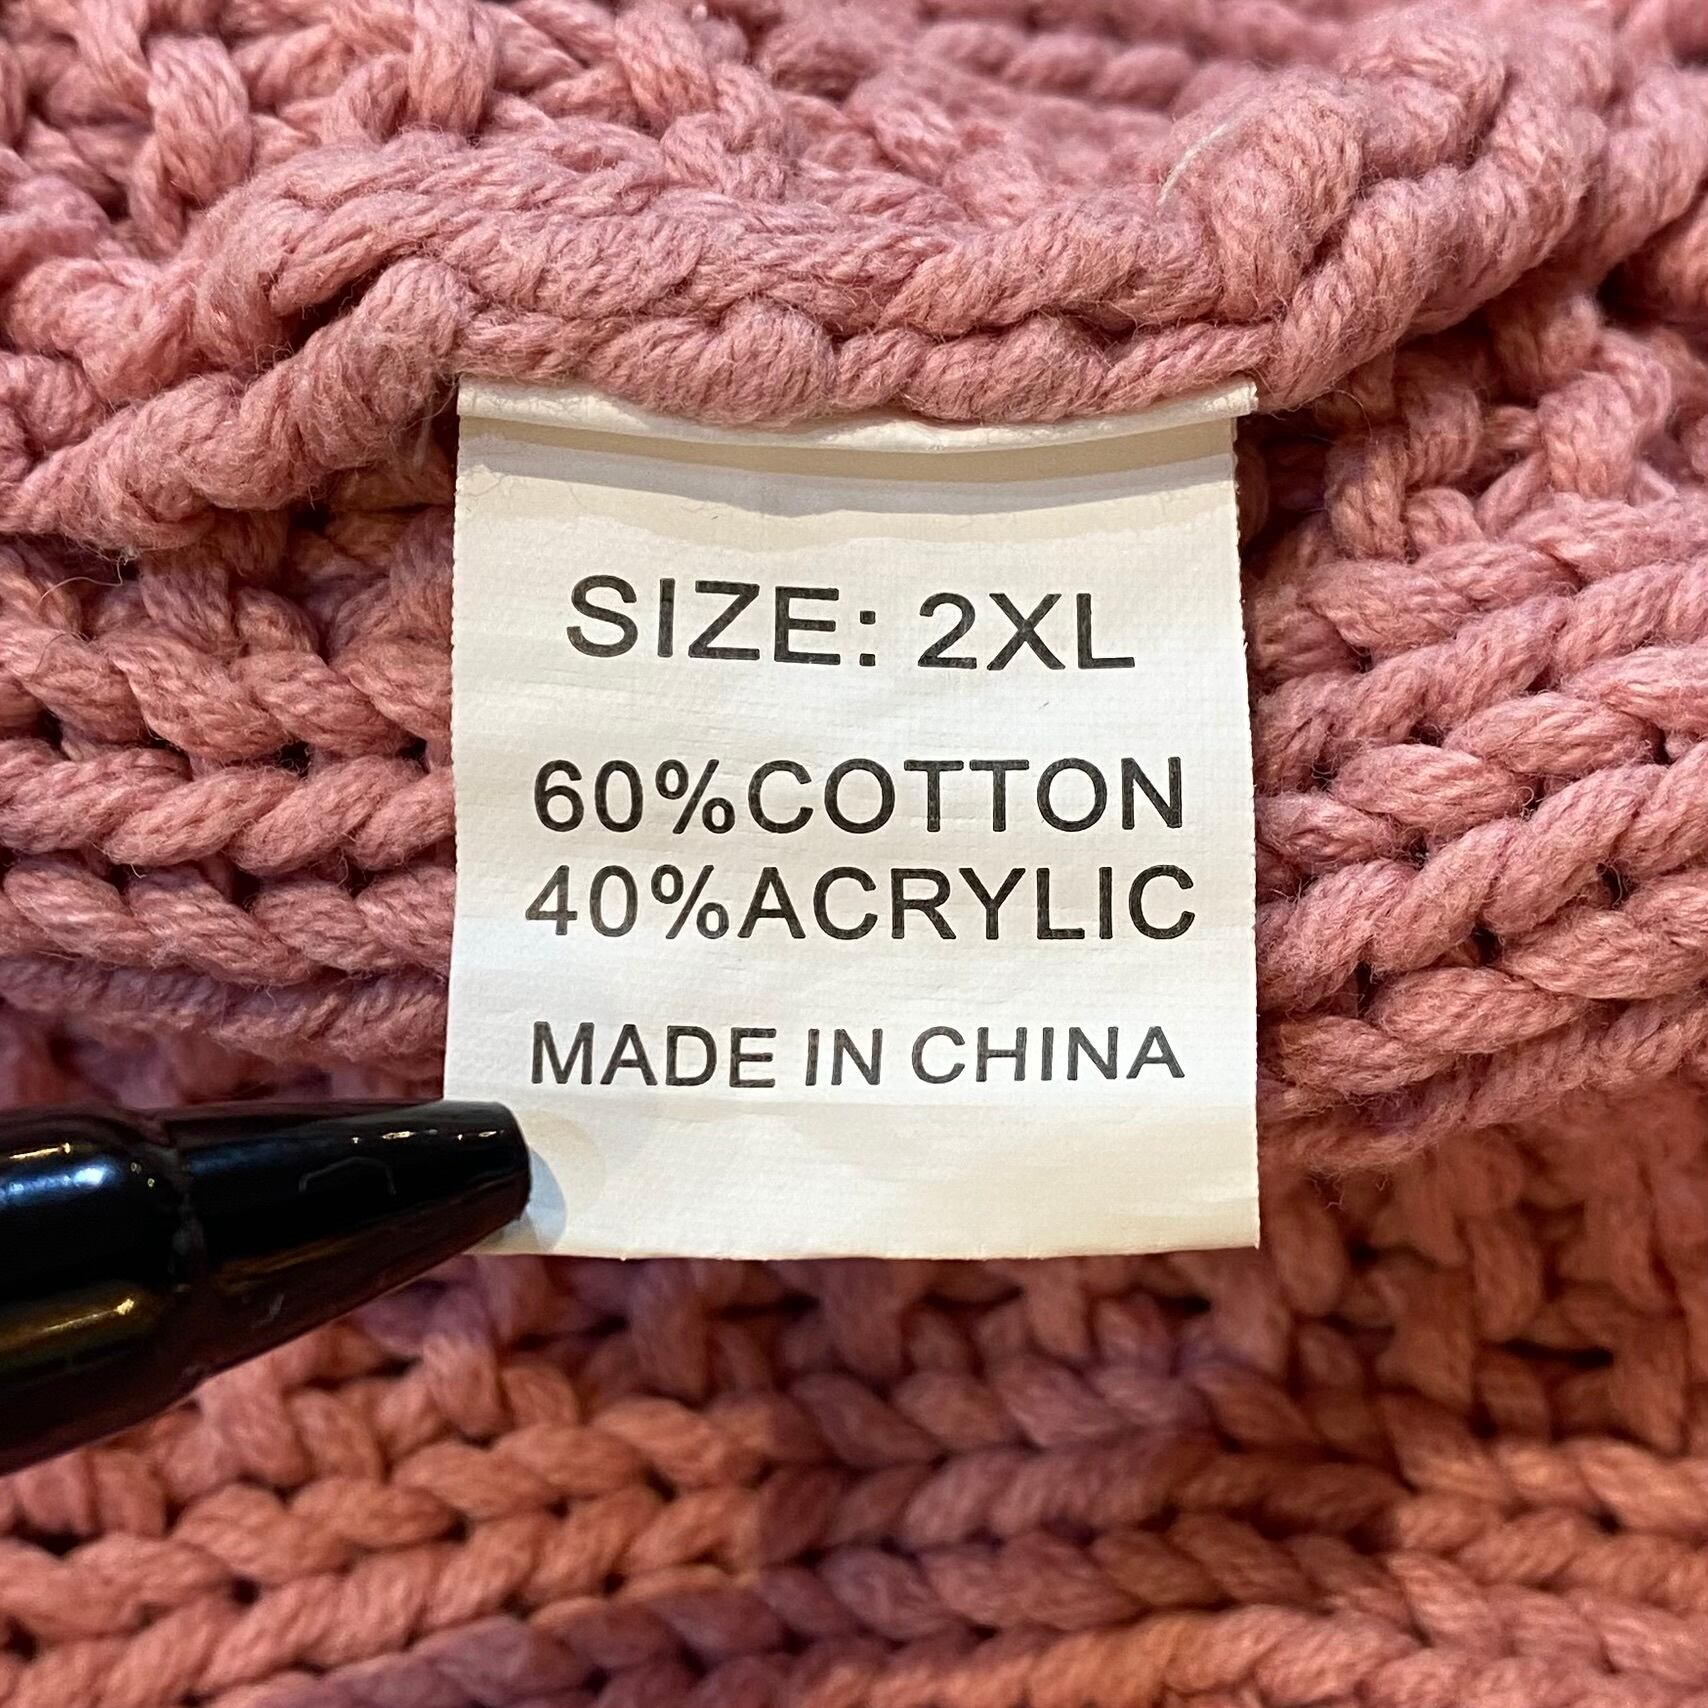 SIZE: 2XL
60%COTTON
40%ACRYLIC
MADE IN CHINA